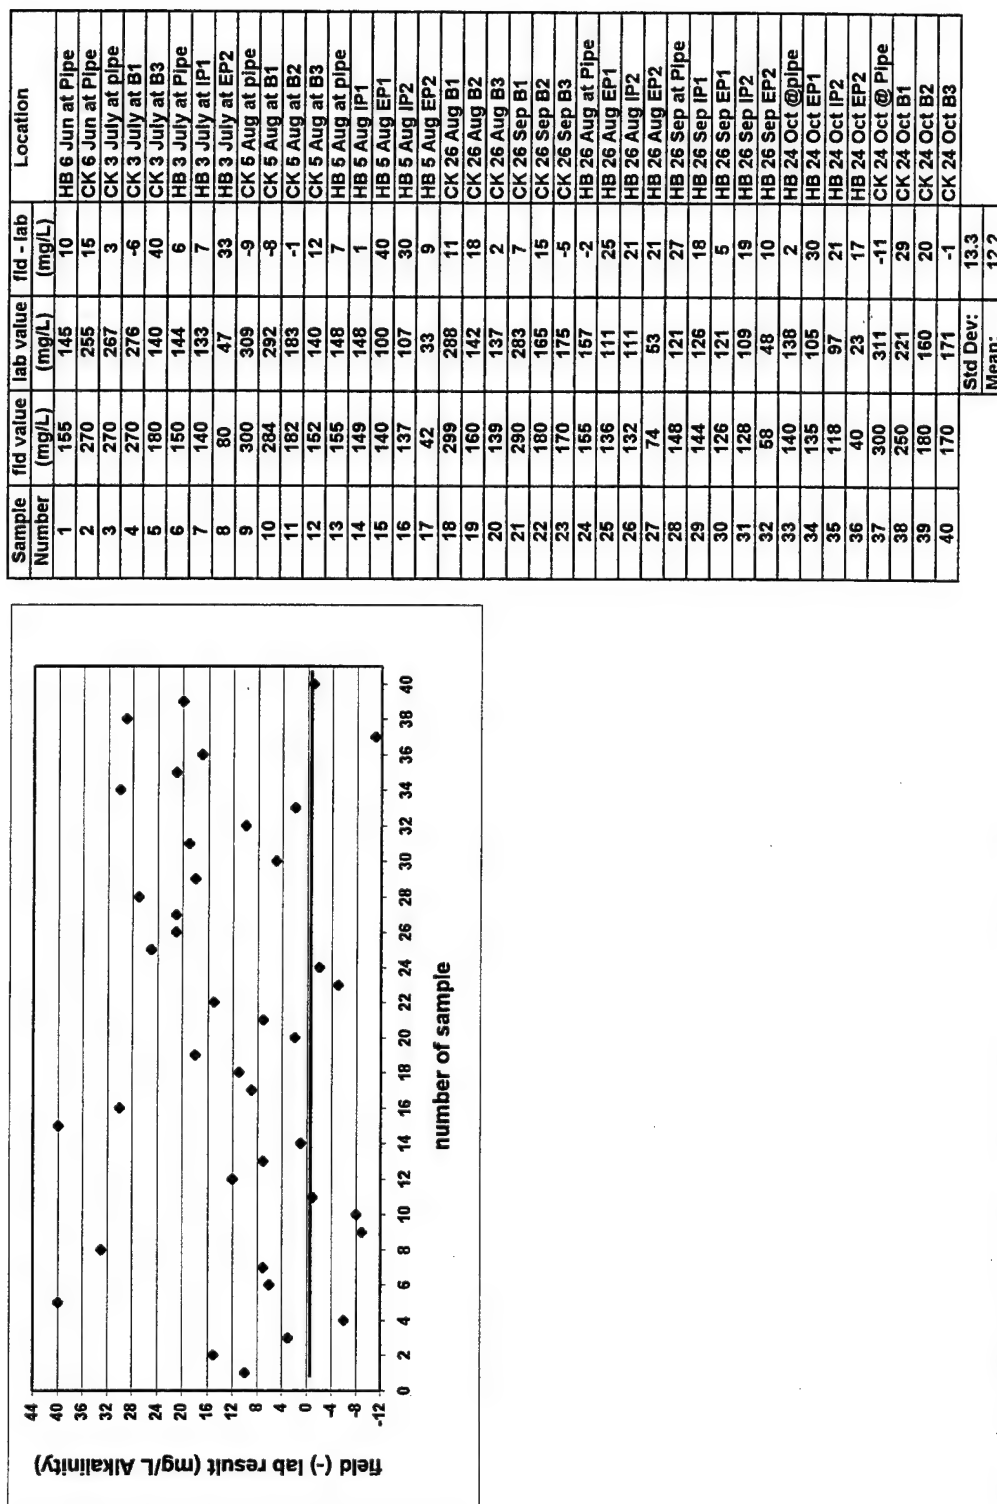 Sample Number fld value (mg/L) lab value (mg/L) fld - lab (mg/L) Location
1 155 145 10 HB 6 Jun at Pipe
2 270 255 15 CK 6 Jun at Pipe
3 270 267 3 CK 3 July at pipe
4 270 276 -6 CK 3 July at B1
5 180 140 40 CK 3 July at B3
6 150 144 6 HB 3 July at Pipe
7 140 133 7 HB 3 July at IP1
8 80 47 33 HB 3 July at EP2
9 300 309 -9 CK 5 Aug at pipe
10 284 292 -8 CK 5 Aug at B1
11 182 183 -1 CK 5 Aug at B2
12 152 140 12 CK 5 Aug at B3
13 155 148 7 HB 5 Aug at pipe
14 149 148 1 HB 5 Aug IP1
15 140 100 40 HB 5 Aug EP1
16 137 107 30 HB 5 Aug IP2
17 42 33 9 HB 5 Aug EP2
18 299 288 11 CK 26 Aug B1
19 160 142 18 CK 26 Aug B2
20 139 137 2 CK 26 Aug B3
21 290 283 7 CK 26 Sep B1
22 180 165 15 CK 26 Sep B2
23 170 175 -5 CK 26 Sep B3
24 155 157 -2 HB 26 Aug at Pipe
25 136 111 25 HB 26 Aug EP1
26 132 111 21 HB 26 Aug IP2
27 74 53 21 HB 26 Aug EP2
28 148 121 27 HB 26 Sep at Pipe
29 144 126 18 HB 26 Sep IP1
30 126 121 5 HB 26 Sep EP1
31 128 109 19 HB 26 Sep IP2
32 58 48 10 HB 26 Sep EP2
33 140 138 2 HB 24 Oct @pipe
34 135 105 30 HB 24 Oct EP1
35 118 97 21 HB 24 Oct IP2
36 40 23 17 HB 24 Oct EP2
37 300 311 -11 CK 24 Oct @ Pipe
38 250 221 29 CK 24 Oct B1
39 180 160 20 CK 24 Oct B2
40 170 171 -1 CK 24 Oct B3
Std Dev: 13.3
Mean: 12.2
field (-) lab result (mg/L Alkalinity)
44
40
36
32
28
24
20
16
12
8
4
0
-4
-8
-12
0 2 4 6 8 10 12 14 16 18 20 22 24 26 28 30 32 34 36 38 40
number of sample